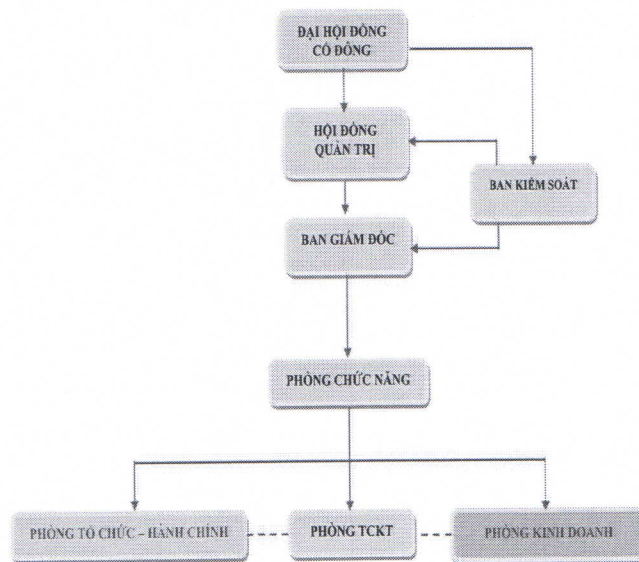 ĐẠI HỘI ĐỒNG
CỔ ĐÔNG
HỘI ĐỒNG
QUẢN TRỊ
BAN KIỂM SOÁT
BAN GIÁM ĐỐC
PHÒNG CHỨC NĂNG
PHÒNG TỔ CHỨC – HÀNH CHÍNH
PHÒNG TCKT
PHÒNG KINH DOANH